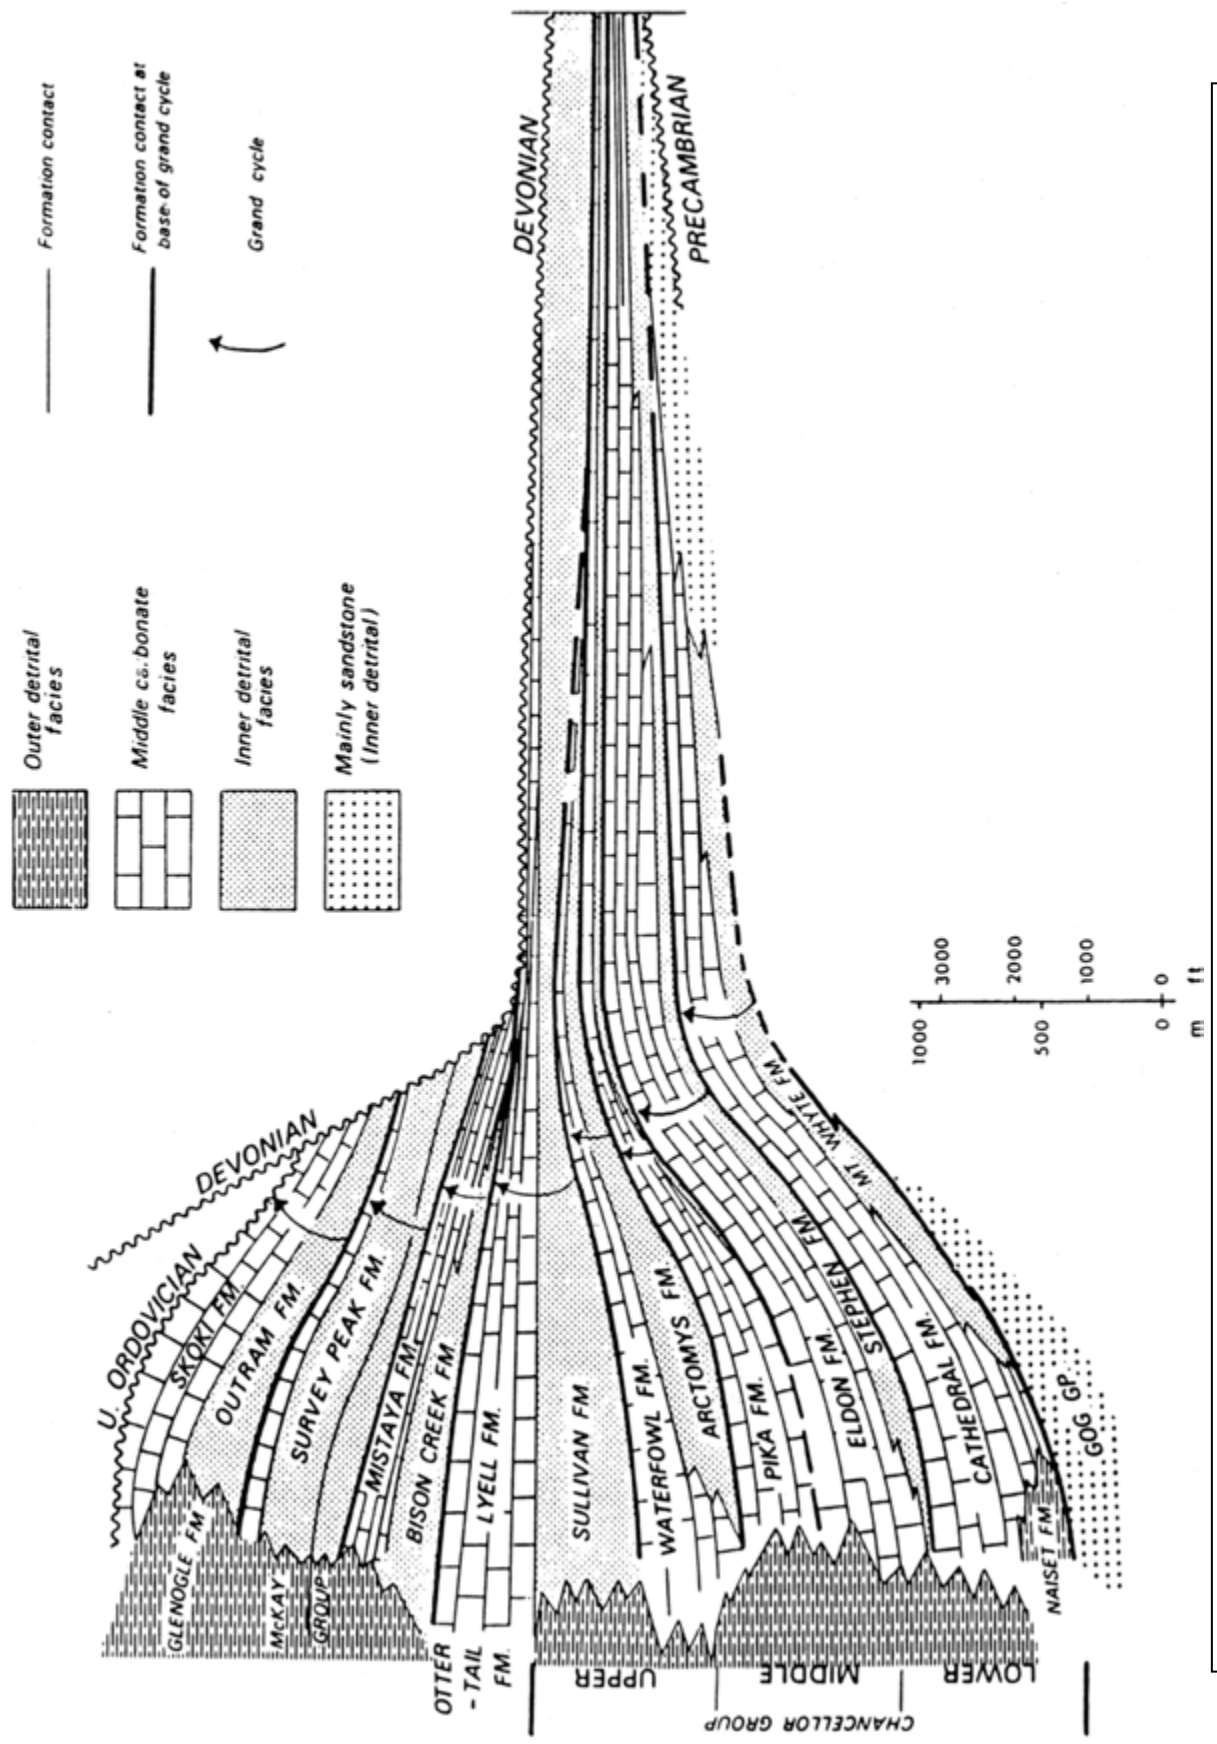 Formation contact
Formation contact at
base of grand cycle
Grand cycle
Outer detrital
facies
Middle carbonate
facies
Inner detrital
facies
Mainly sandstone
(Inner detrital)
DEVONIAN
PRECAMBRIAN
DEVONIAN
U. ORDOVICIAN
SKOKI FM.
OUTRAM FM.
SURVEY PEAK FM.
MISTAYA FM.
BISON CREEK FM.
LYELL FM.
SULLIVAN FM.
WATERFOWL FM.
ARCTOMYS FM.
PIKA FM.
ELDON FM.
STEPHEN FM.
CATHEDRAL FM.
MT. WHYTE FM.
NAISET FM.
GOG GP.
GLENOGLE FM
McKAY
GROUP
OTTER
-TAIL
FM.
UPPER
MIDDLE
LOWER
CHANCELLOR GROUP
1000
500
0
m
3000
2000
1000
0
ft